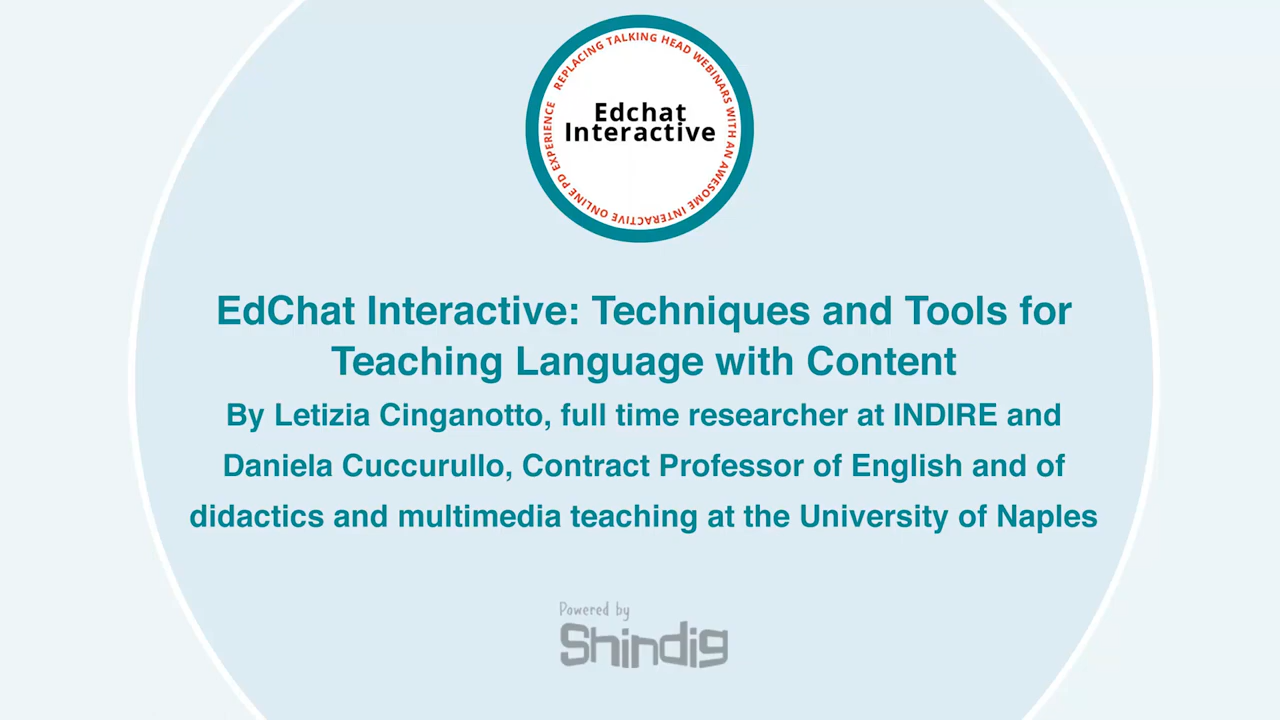 REPLACING TALKING HEAD WEBINARS WITH AN AWESOME INTERACTIVE ONLINE PD EXPERIENCE
Edchat
Interactive
EdChat Interactive: Techniques and Tools for
Teaching Language with Content
By Letizia Cinganotto, full time researcher at INDIRE and
Daniela Cuccurullo, Contract Professor of English and of
didactics and multimedia teaching at the University of Naples
Powered by
Shindig